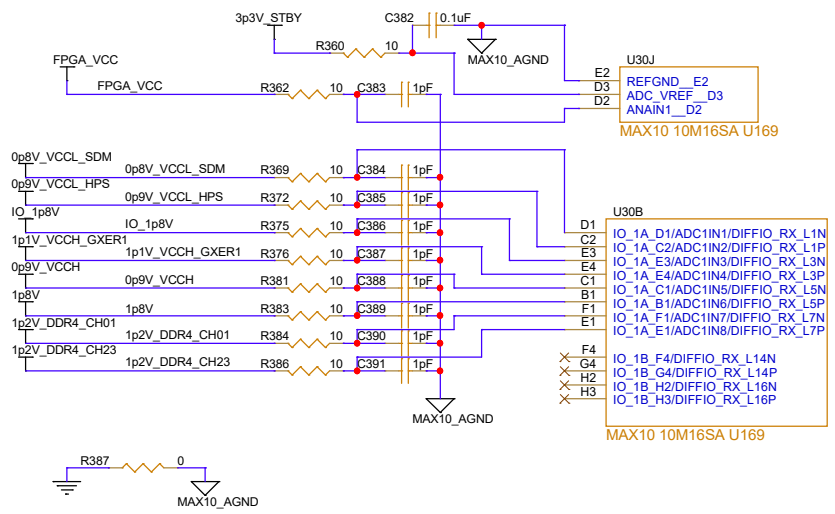 3p3V_STBY C382 0.1uF
R360 10 MAX10_AGND
U30J
FPGA_VCC
FPGA_VCC R362 10 C383 1pF
E2 REFGND__E2
D3 ADC_VREF__D3
D2 ANAIN1__D2
MAX10 10M16SA U169
0p8V_VCCL_SDM
0p8V_VCCL_SDM R369 10 C384 1pF
0p9V_VCCL_HPS
0p9V_VCCL_HPS R372 10 C385 1pF
IO_1p8V
IO_1p8V R375 10 C386 1pF
1p1V_VCCH_GXER1
1p1V_VCCH_GXER1 R376 10 C387 1pF
0p9V_VCCH
0p9V_VCCH R381 10 C388 1pF
1p8V
1p8V R383 10 C389 1pF
1p2V_DDR4_CH01
1p2V_DDR4_CH01 R384 10 C390 1pF
1p2V_DDR4_CH23
1p2V_DDR4_CH23 R386 10 C391 1pF
MAX10_AGND
U30B
D1 IO_1A_D1/ADC1IN1/DIFFIO_RX_L1N
C2 IO_1A_C2/ADC1IN2/DIFFIO_RX_L1P
E3 IO_1A_E3/ADC1IN3/DIFFIO_RX_L3N
E4 IO_1A_E4/ADC1IN4/DIFFIO_RX_L3P
C1 IO_1A_C1/ADC1IN5/DIFFIO_RX_L5N
B1 IO_1A_B1/ADC1IN6/DIFFIO_RX_L5P
F1 IO_1A_F1/ADC1IN7/DIFFIO_RX_L7N
E1 IO_1A_E1/ADC1IN8/DIFFIO_RX_L7P
F4 IO_1B_F4/DIFFIO_RX_L14N
G4 IO_1B_G4/DIFFIO_RX_L14P
H2 IO_1B_H2/DIFFIO_RX_L16N
H3 IO_1B_H3/DIFFIO_RX_L16P
MAX10 10M16SA U169
R387 0
MAX10_AGND